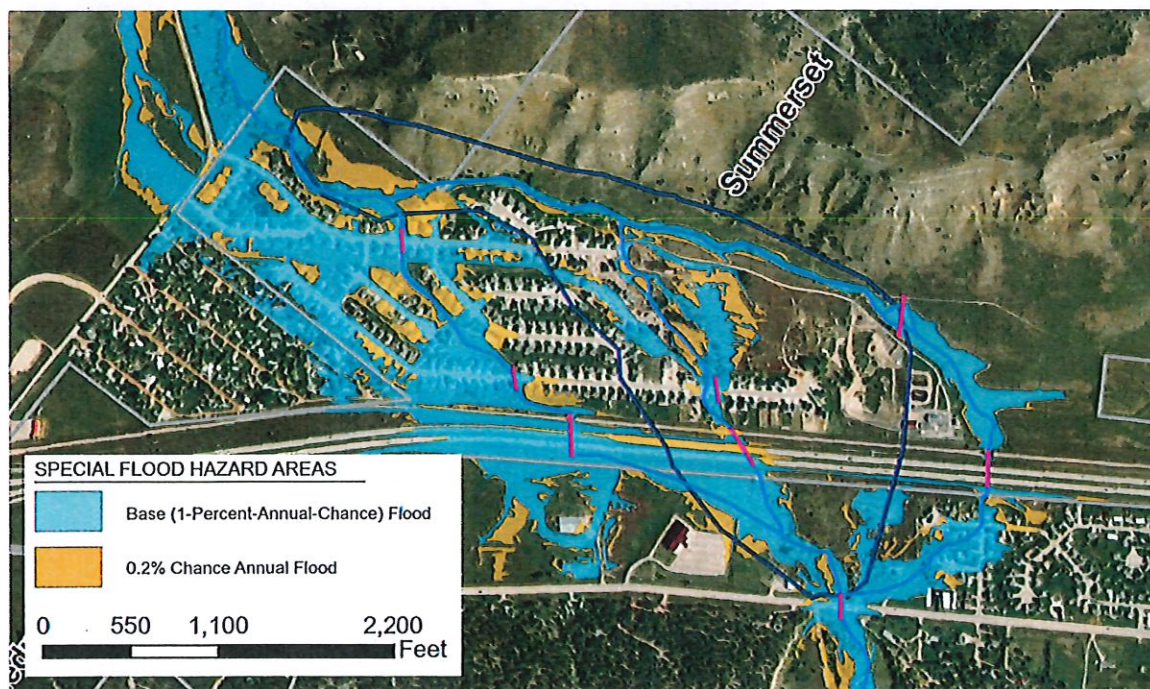 Summerset
SPECIAL FLOOD HAZARD AREAS
Base (1-Percent-Annual-Chance) Flood
0.2% Chance Annual Flood
0 550 1,100 2,200
Feet